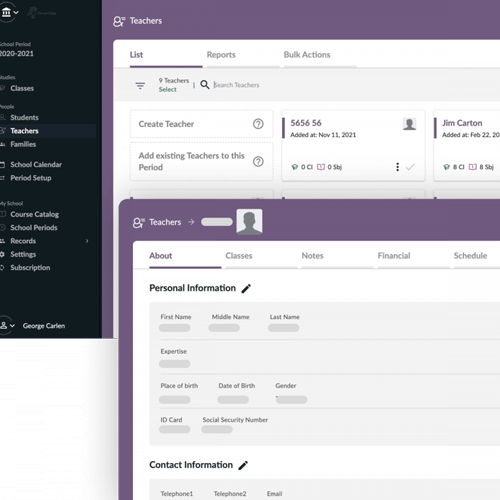 School Period
2020-2021
Studies
Classes
People
Students
Teachers
Families
School Calendar
Period Setup
My School
Course Catalog
School Periods
Records
Settings
Subscription
George Carlen
Teachers
List Reports Bulk Actions
9 Teachers
Select
Search Teachers
Create Teacher
Add existing Teachers to this
Period
5656 56
Added at: Nov 11, 2021
0 Cl 0 Sbj
Jim Carton
Added at: Feb 22, 20
8 Cl 8 Sbj
Teachers
About Classes Notes Financial Schedule
Personal Information
First Name Middle Name Last Name
Expertise
Place of birth Date of Birth Gender
ID Card Social Security Number
Contact Information
Telephone1 Telephone2 Email